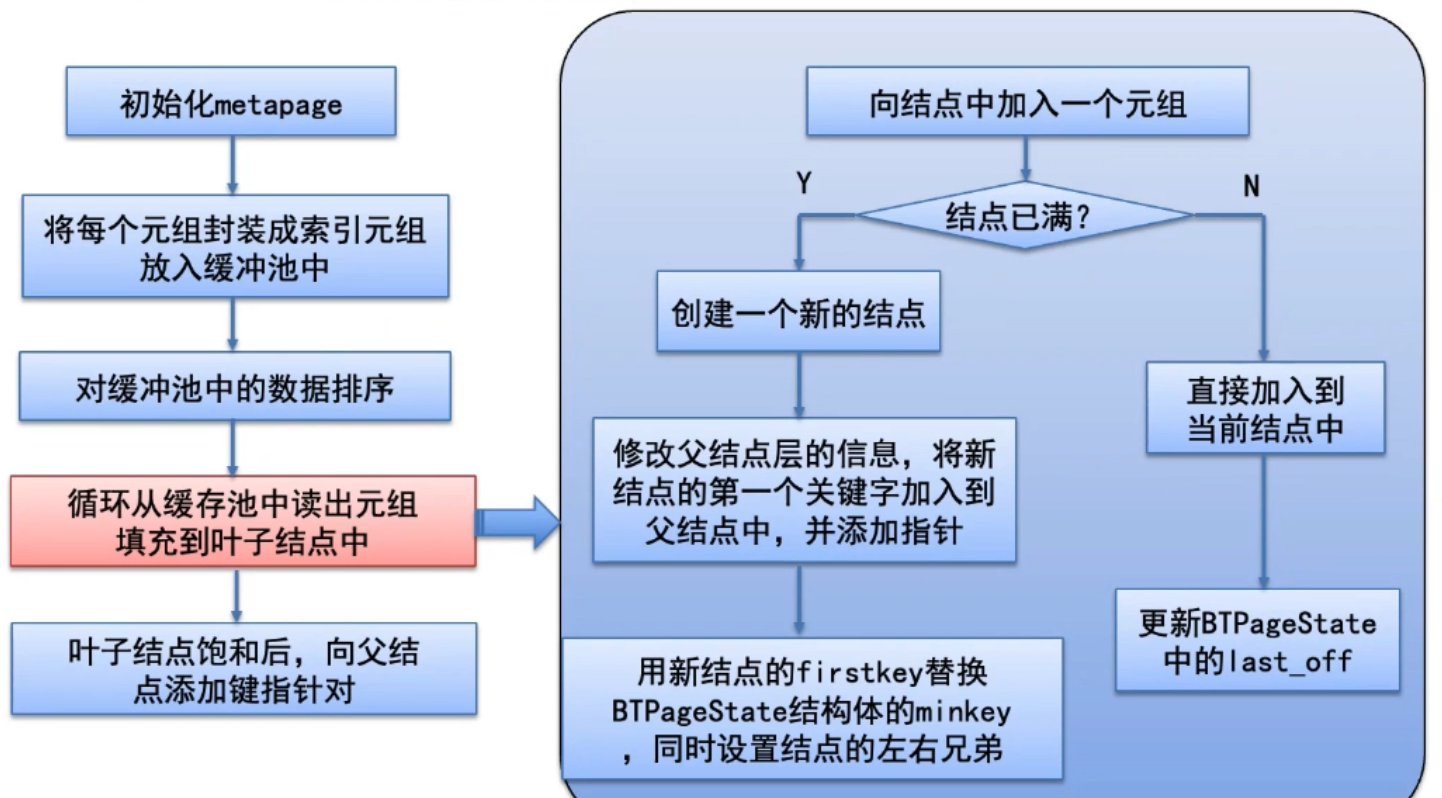 初始化metapage
将每个元组封装成索引元组
放入缓冲池中
对缓冲池中的数据排序
循环从缓存池中读出元组
填充到叶子结点中
叶子结点饱和后，向父结
点添加键指针对
向结点中加入一个元组
结点已满？
Y
N
创建一个新的结点
修改父结点层的信息，将新
结点的第一个关键字加入到
父结点中，并添加指针
用新结点的firstkey替换
BTPageState结构体的minkey
，同时设置结点的左右兄弟
直接加入到
当前结点中
更新BTPageState
中的last_off